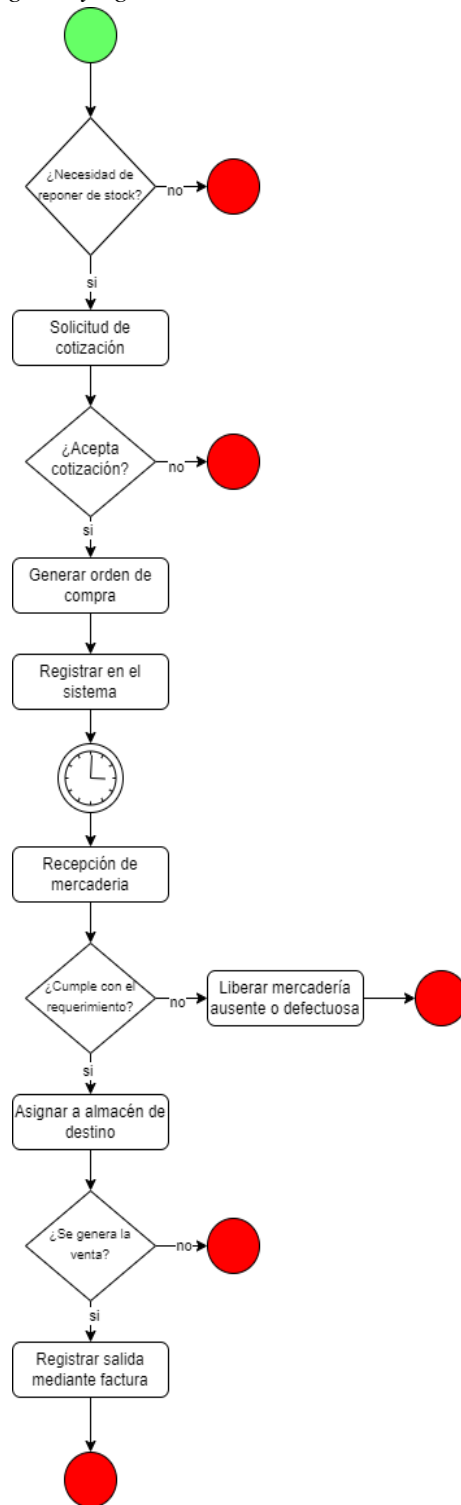 ¿Necesidad de
reponer de stock?
no
si
Solicitud de
cotización
¿Acepta
cotización?
no
si
Generar orden de
compra
Registrar en el
sistema
Recepción de
mercaderia
¿Cumple con el
requerimiento?
no
Liberar mercadería
ausente o defectuosa
si
Asignar a almacén de
destino
¿Se genera la
venta?
no
si
Registrar salida
mediante factura